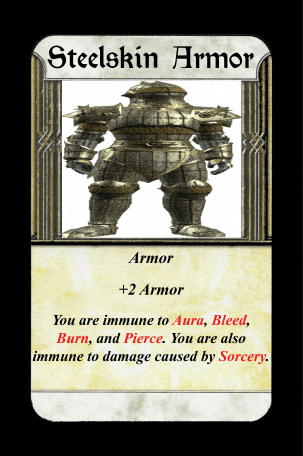 Steelskin Armor
Armor
+2 Armor
You are immune to Aura, Bleed,
Burn, and Pierce. You are also
immune to damage caused by Sorcery.